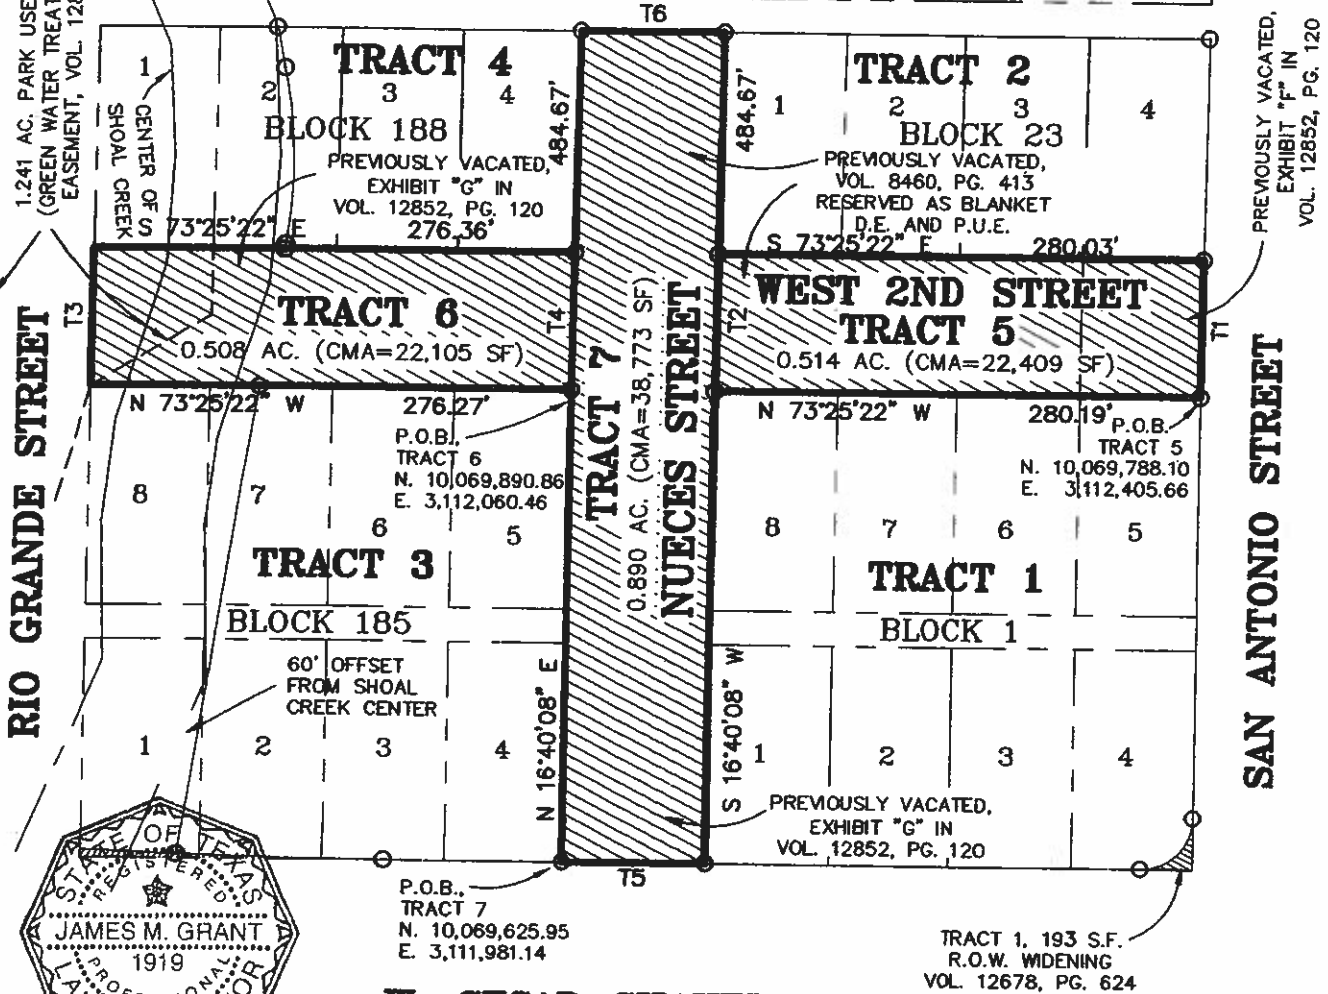 T6
1.241 AC. PARK USE
(GREEN WATER TREAT
EASEMENT, VOL. 128
CENTER OF
SHOAL CREEK
1
2
3
4
TRACT 4
BLOCK 188
PREVIOUSLY VACATED,
EXHIBIT "G" IN
VOL. 12852, PG. 120
484.67'
484.67'
TRACT 2
1
2
3
4
BLOCK 23
PREVIOUSLY VACATED,
VOL. 8460, PG. 413
RESERVED AS BLANKET
D.E. AND P.U.E.
PREVIOUSLY VACATED,
EXHIBIT "F" IN
VOL. 12852, PG. 120
S 73°25'22" E
276.36'
S 73°25'22" E
280.03'
T3
TRACT 6
0.508 AC. (CMA=22,105 SF)
T4
TRACT 7
0.890 AC. (CMA=38,773 SF)
NUECES STREET
T2
WEST 2ND STREET
TRACT 5
0.514 AC. (CMA=22,409 SF)
T1
N 73°25'22" W
276.27'
N 73°25'22" W
280.19'
P.O.B.,
TRACT 6
N. 10,069,890.86
E. 3,112,060.46
P.O.B.
TRACT 5
N. 10,069,788.10
E. 3,112,405.66
RIO GRANDE STREET
SAN ANTONIO STREET
8
7
6
5
TRACT 3
BLOCK 185
60' OFFSET
FROM SHOAL
CREEK CENTER
1
2
3
4
8
7
6
5
TRACT 1
BLOCK 1
1
2
3
4
N 16°40'08" E
S 16°40'08" W
PREVIOUSLY VACATED,
EXHIBIT "G" IN
VOL. 12852, PG. 120
T5
P.O.B.,
TRACT 7
N. 10,069,625.95
E. 3,111,981.14
TRACT 1, 193 S.F.
R.O.W. WIDENING
VOL. 12678, PG. 624
STATE OF TEXAS
REGISTERED
JAMES M. GRANT
1919
PROFESSIONAL